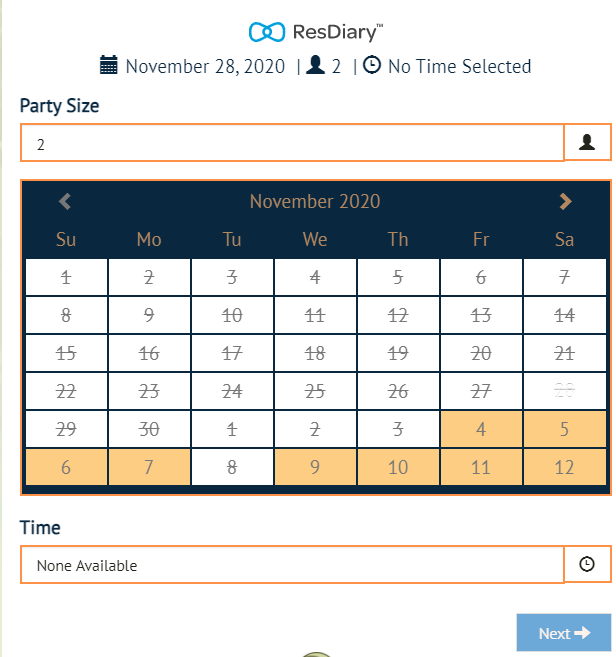 ResDiary™
November 28, 2020 | 2 | No Time Selected
Party Size
2
November 2020
Su Mo Tu We Th Fr Sa
1 2 3 4 5 6 7
8 9 10 11 12 13 14
15 16 17 18 19 20 21
22 23 24 25 26 27 28
29 30 1 2 3 4 5
6 7 8 9 10 11 12
Time
None Available
Next